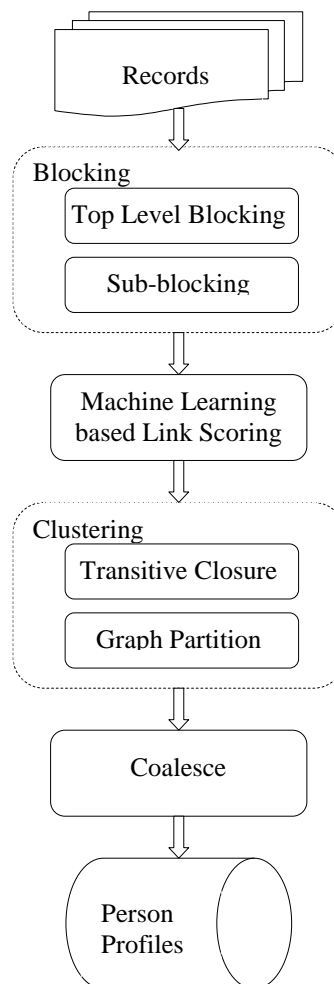 Records
Blocking
Top Level Blocking
Sub-blocking
Machine Learning
based Link Scoring
Clustering
Transitive Closure
Graph Partition
Coalesce
Person
Profiles